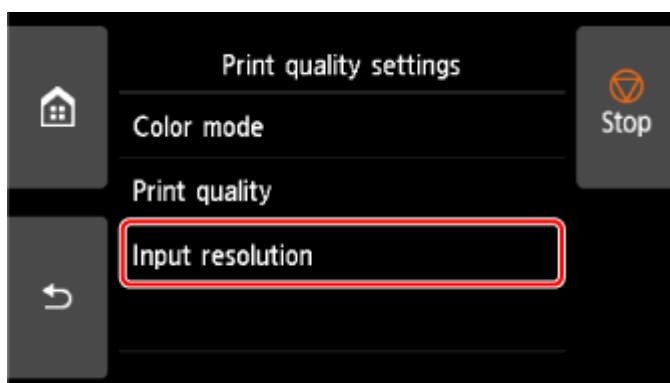 Print quality settings
Color mode
Stop
Print quality
Input resolution